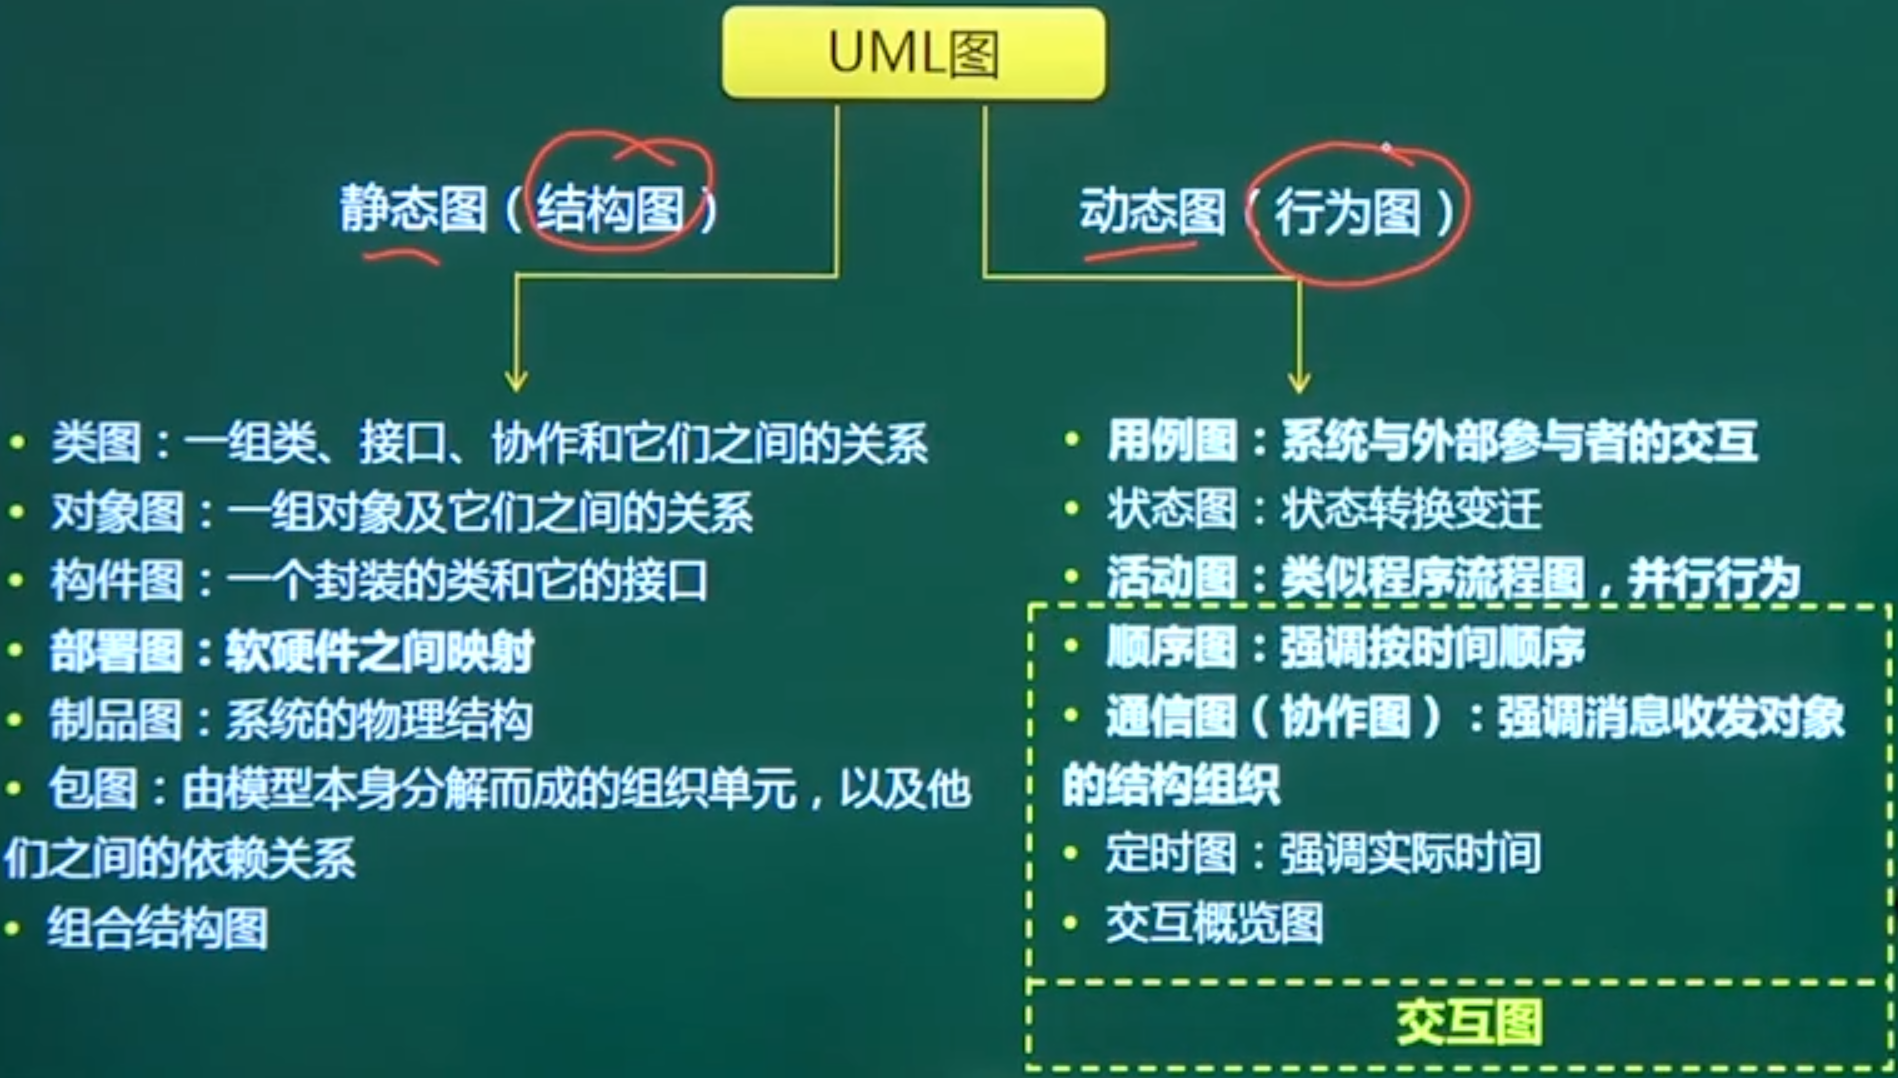 UML图
静态图（结构图）
动态图（行为图）
• 类图：一组类、接口、协作和它们之间的关系
• 对象图：一组对象及它们之间的关系
• 构件图：一个封装的类和它的接口
• 部署图：软硬件之间映射
• 制品图：系统的物理结构
• 包图：由模型本身分解而成的组织单元，以及他
们之间的依赖关系
• 组合结构图
• 用例图：系统与外部参与者的交互
• 状态图：状态转换变迁
• 活动图：类似程序流程图，并行行为
• 顺序图：强调按时间顺序
• 通信图（协作图）：强调消息收发对象
的结构组织
• 定时图：强调实际时间
• 交互概览图
交互图